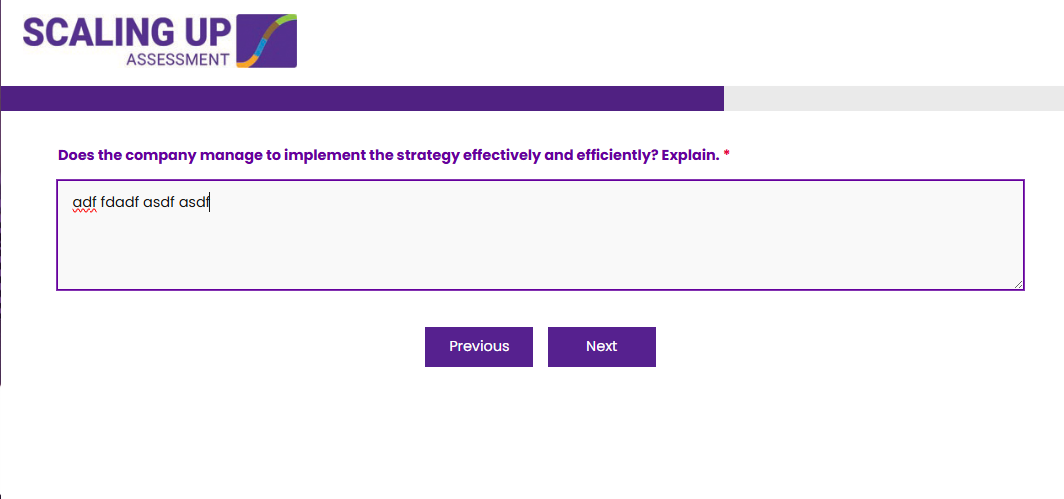 SCALING UP
ASSESSMENT
Does the company manage to implement the strategy effectively and efficiently? Explain. *
adf fdadf asdf asdf
Previous
Next